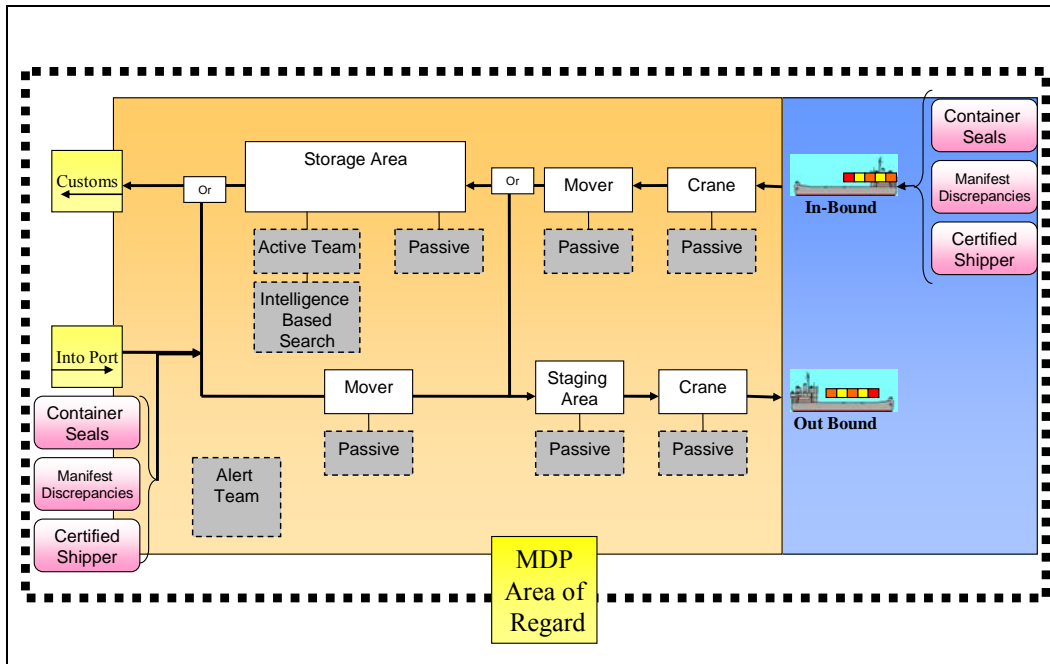 Customs
Or
Storage Area
Or
Mover
Crane
In-Bound
Container
Seals
Manifest
Discrepancies
Certified
Shipper
Active Team
Passive
Passive
Passive
Intelligence
Based
Search
Into Port
Mover
Staging
Area
Crane
Out Bound
Passive
Passive
Passive
Container
Seals
Manifest
Discrepancies
Certified
Shipper
Alert
Team
MDP
Area of
Regard